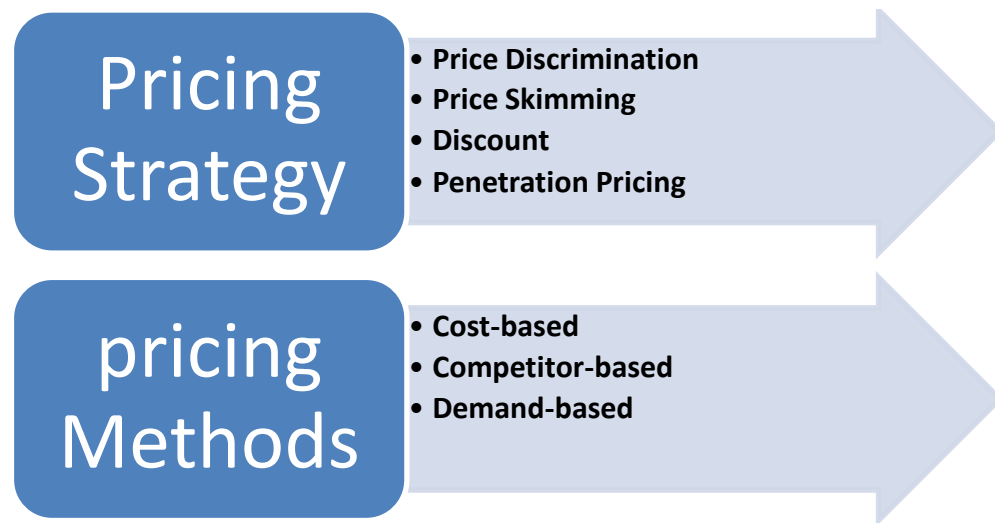 Pricing
Strategy
• Price Discrimination
• Price Skimming
• Discount
• Penetration Pricing
pricing
Methods
• Cost-based
• Competitor-based
• Demand-based